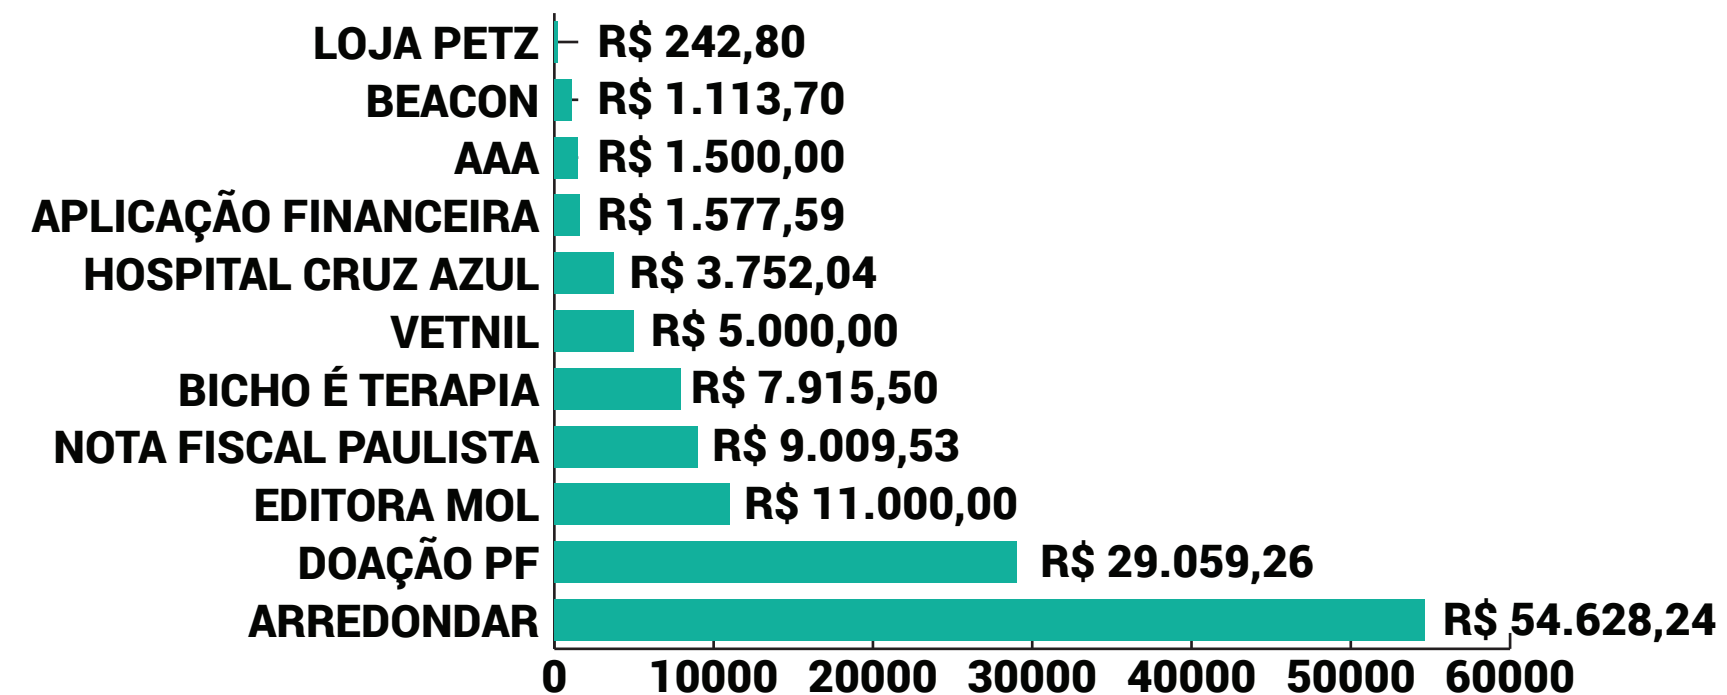 LOJA PETZ R$ 242,80
BEACON R$ 1.113,70
AAA R$ 1.500,00
APLICAÇÃO FINANCEIRA R$ 1.577,59
HOSPITAL CRUZ AZUL R$ 3.752,04
VETNIL R$ 5.000,00
BICHO É TERAPIA R$ 7.915,50
NOTA FISCAL PAULISTA R$ 9.009,53
EDITORA MOL R$ 11.000,00
DOAÇÃO PF R$ 29.059,26
ARREDONDAR R$ 54.628,24
0 10000 20000 30000 40000 50000 60000